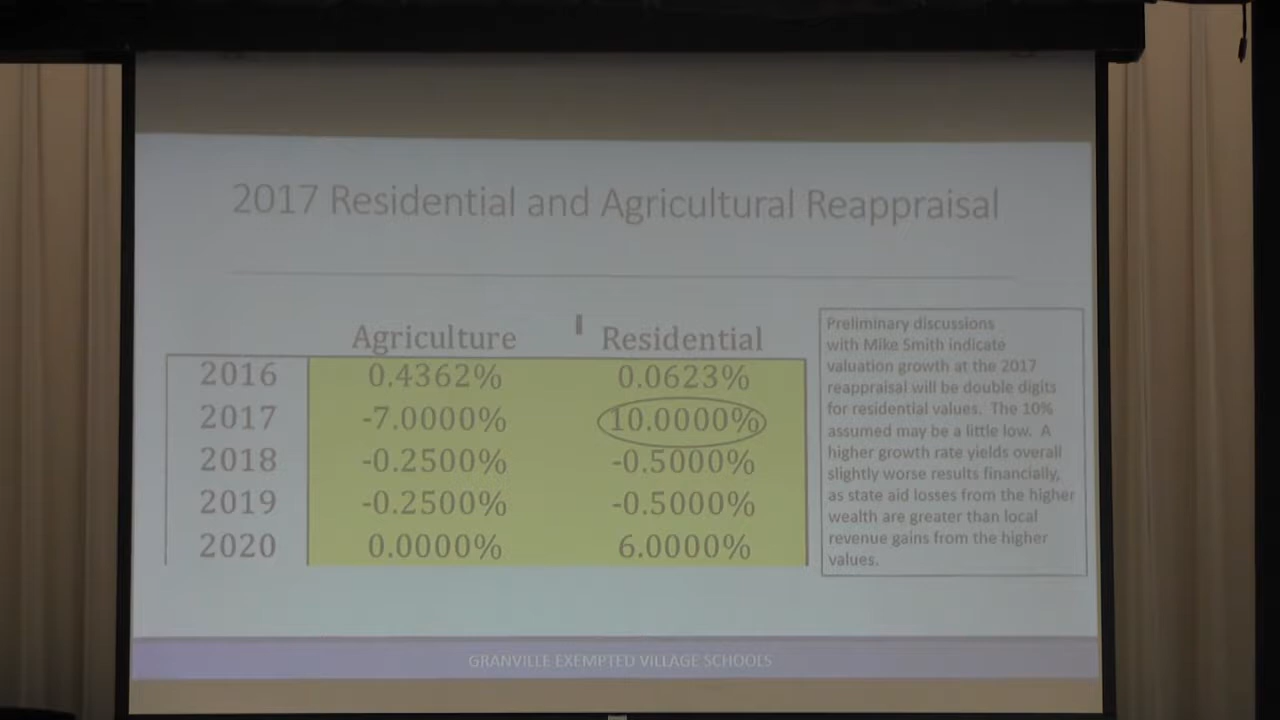 2017 Residential and Agricultural Reappraisal
Agriculture Residential
2016 0.4362% 0.0623%
2017 -7.0000% 10.0000%
2018 -0.2500% -0.5000%
2019 -0.2500% -0.5000%
2020 0.0000% 6.0000%
Preliminary discussions
with Mike Smith indicate
valuation growth at the 2017
reappraisal will be double digits
for residential values. The 10%
assumed may be a little low. A
higher growth rate yields overall
slightly worse results financially,
as state aid losses from the higher
wealth are greater than local
revenue gains from the higher
values.
GRANVILLE EXEMPTED VILLAGE SCHOOLS